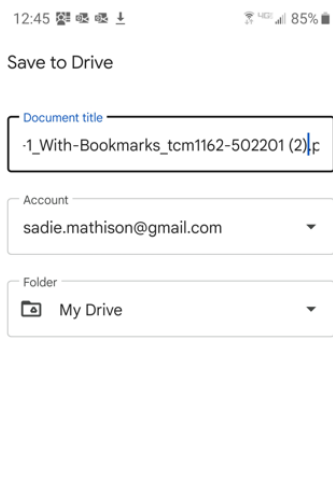 12:45 85%
Save to Drive
Document title
-1_With-Bookmarks_tcm1162-502201 (2).p
Account
sadie.mathison@gmail.com
Folder
My Drive